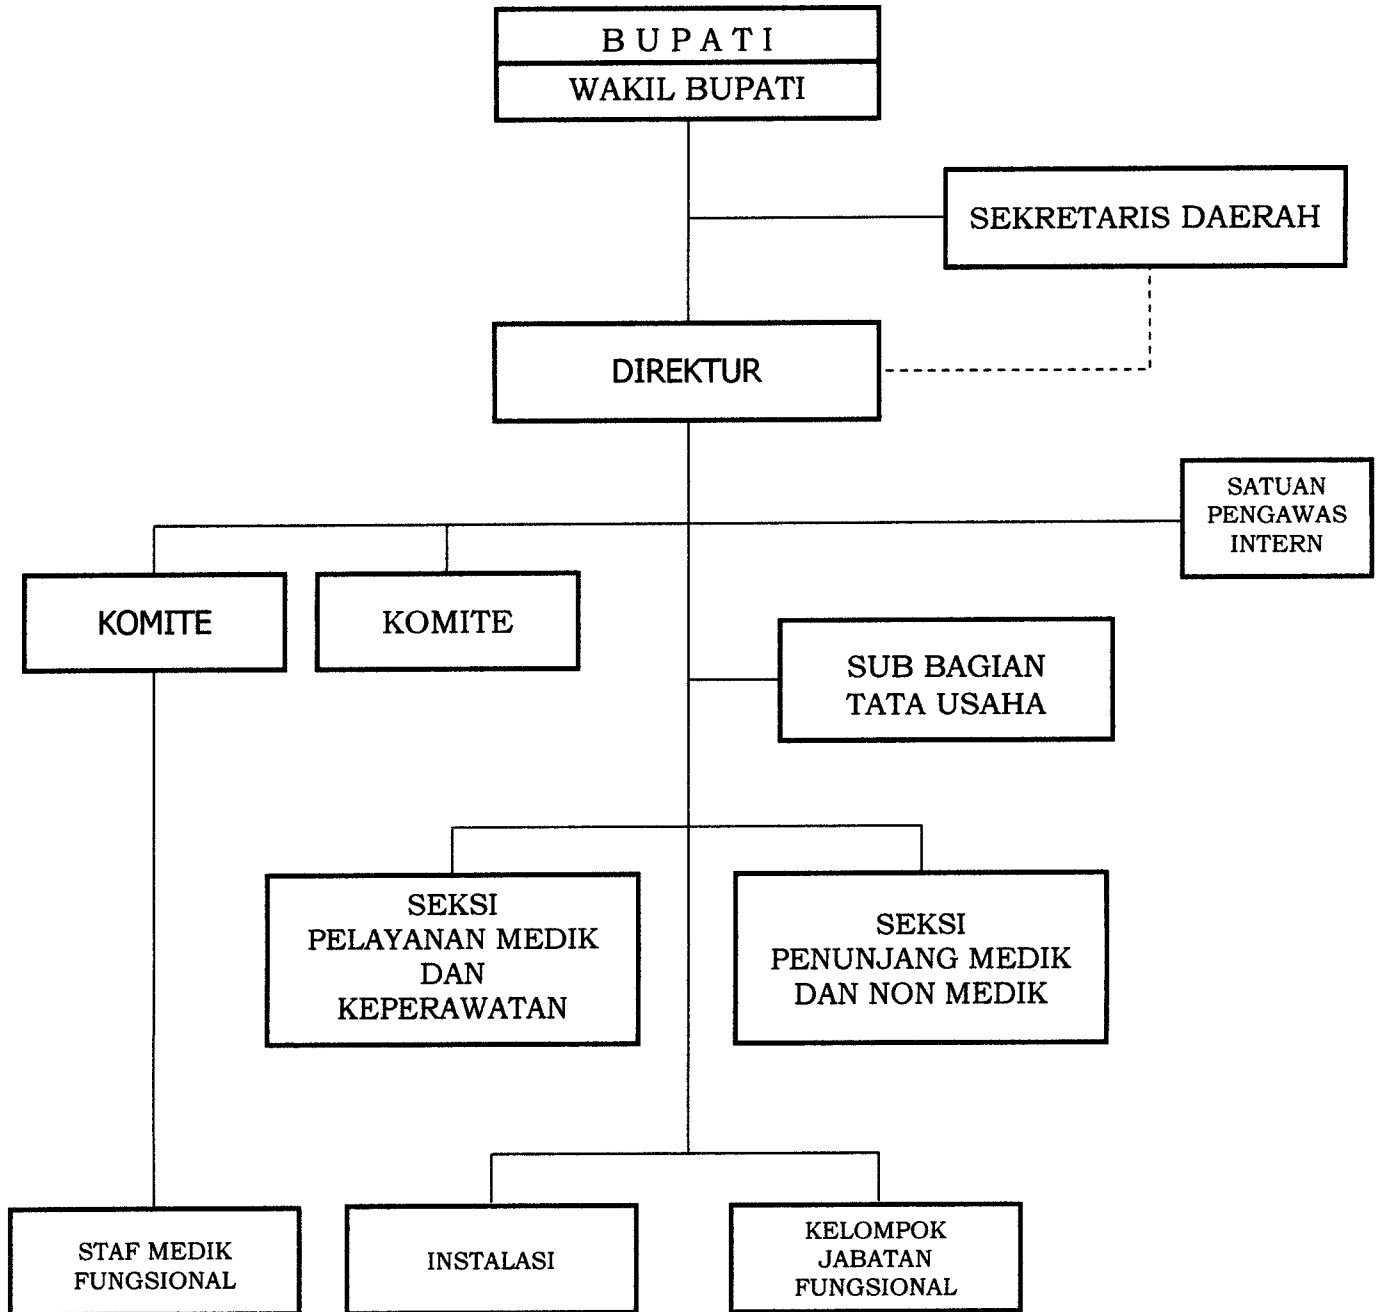 B U P A T I
WAKIL BUPATI
SEKRETARIS DAERAH
DIREKTUR
SATUAN
PENGAWAS
INTERN
KOMITE
KOMITE
SUB BAGIAN
TATA USAHA
SEKSI
PELAYANAN MEDIK
DAN
KEPERAWATAN
SEKSI
PENUNJANG MEDIK
DAN NON MEDIK
STAF MEDIK
FUNGSIONAL
INSTALASI
KELOMPOK
JABATAN
FUNGSIONAL